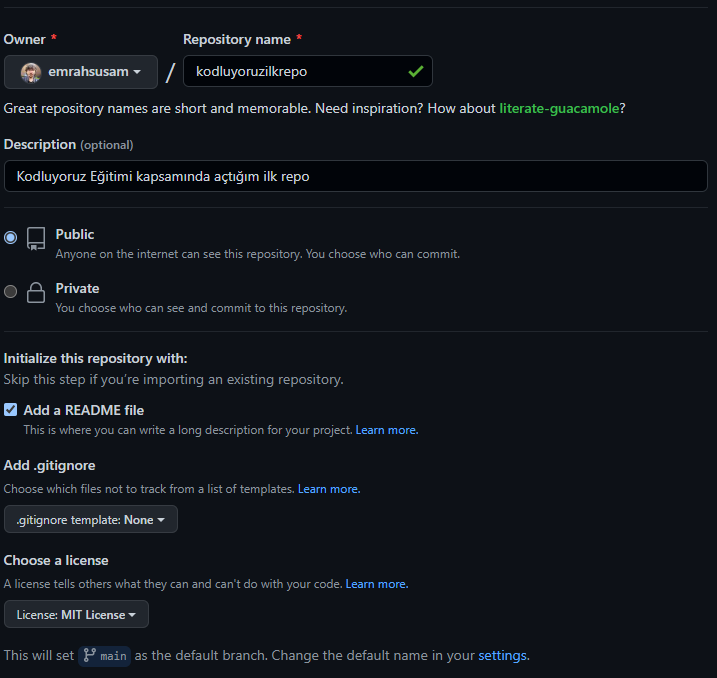 Owner * Repository name *
emrahsusam / kodluyoruzilkrepo
Great repository names are short and memorable. Need inspiration? How about literate-guacamole?
Description (optional)
Kodluyoruz Eğitimi kapsamında açtığım ilk repo
Public
Anyone on the internet can see this repository. You choose who can commit.
Private
You choose who can see and commit to this repository.
Initialize this repository with:
Skip this step if you're importing an existing repository.
Add a README file
This is where you can write a long description for your project. Learn more.
Add .gitignore
Choose which files not to track from a list of templates. Learn more.
.gitignore template: None
Choose a license
A license tells others what they can and can't do with your code. Learn more.
License: MIT License
This will set main as the default branch. Change the default name in your settings.